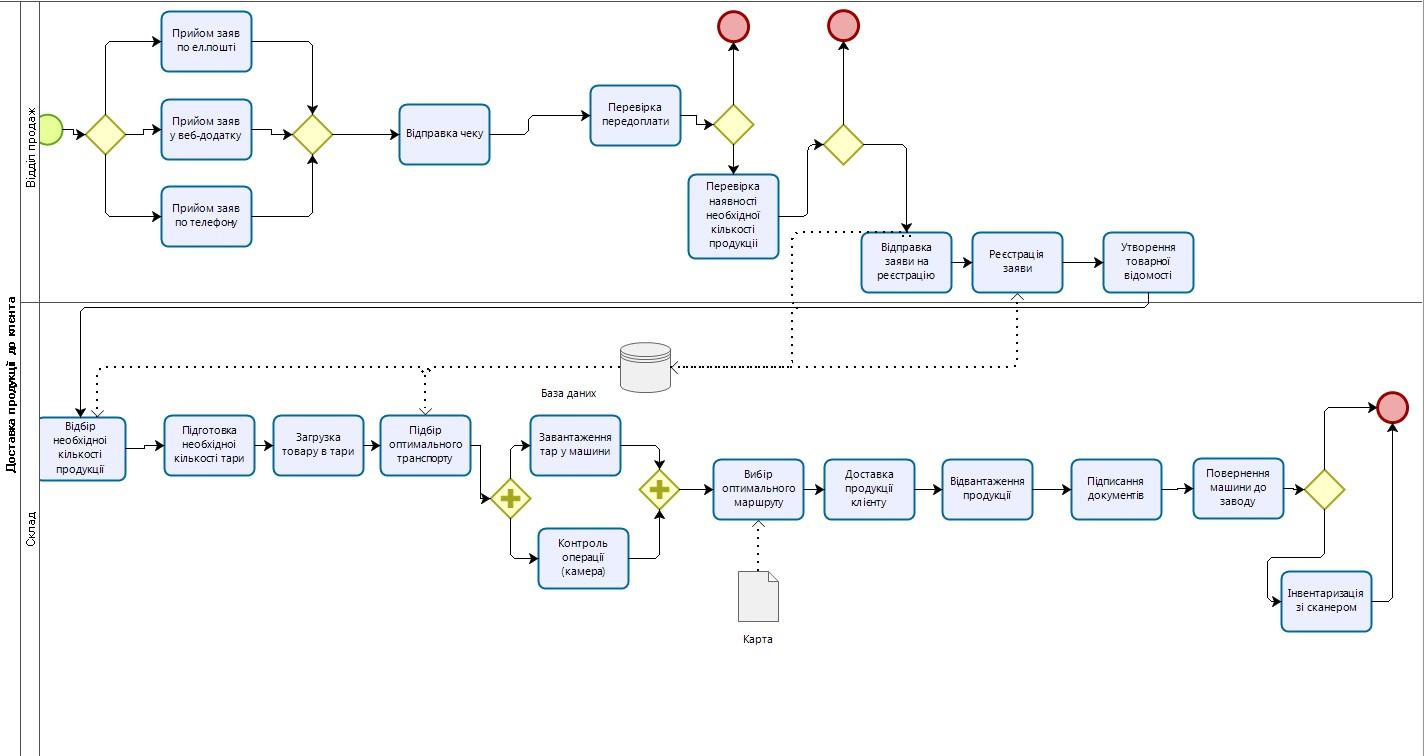 Доставка продукції до клієнта
Відділ продаж
Прийом заяв
по ел.пошті
Прийом заяв
у веб-додатку
Прийом заяв
по телефону
Відправка чеку
Перевірка
передоплати
Перевірка
наявності
необхідної
кількості
продукції
Відправка
заяви на
реєстрацію
Реєстрація
заяви
Утворення
товарної
відомості
Склад
База даних
Відбір
необхідної
кількості
продукції
Підготовка
необхідної
кількості тари
Загрузка
товару в тари
Підбір
оптимального
транспорту
Завантаження
тар у машини
Контроль
операції
(камера)
Вибір
оптимального
маршруту
Доставка
продукції
клієнту
Відвантаження
продукції
Підписання
документів
Повернення
машини до
заводу
Карта
Інвентаризація
зі сканером